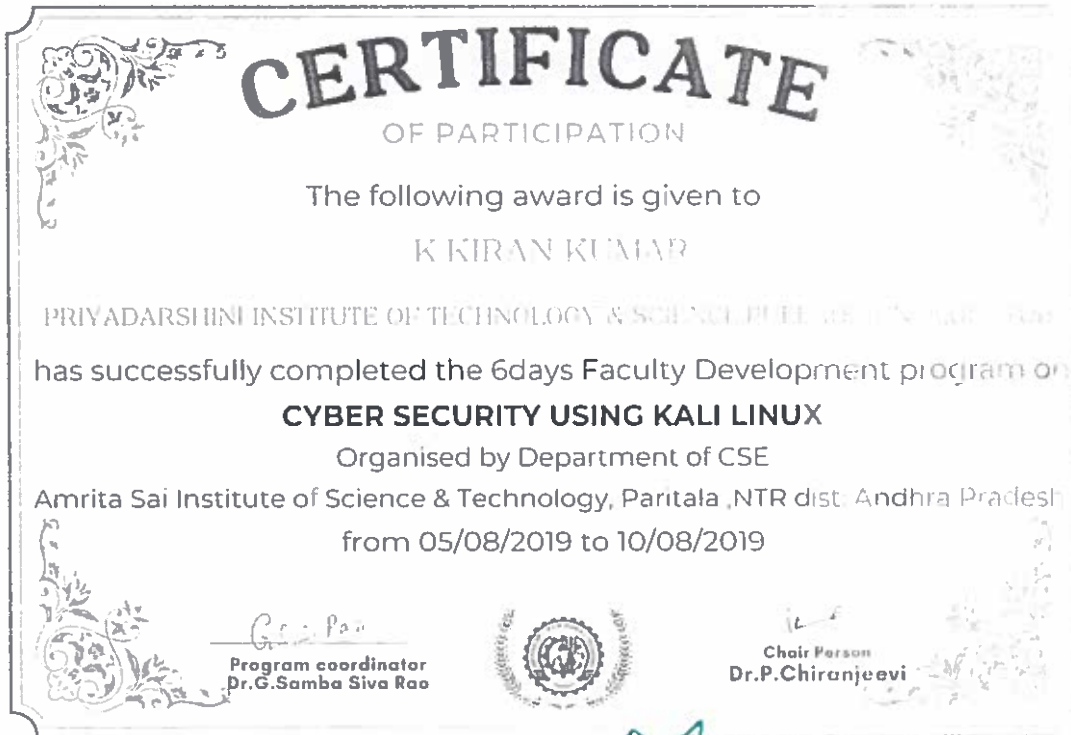 CERTIFICATE
OF PARTICIPATION
The following award is given to
K KIRAN KUMAR
PRIYADARSHINI INSTITUTE OF TECHNOLOGY & SCIENCE
has successfully completed the 6days Faculty Development program on
CYBER SECURITY USING KALI LINUX
Organised by Department of CSE
Amrita Sai Institute of Science & Technology, Paritala ,NTR dist. Andhra Pradesh
from 05/08/2019 to 10/08/2019
Program coordinator
Dr.G.Samba Siva Rao
Chair Person
Dr.P.Chiranjeevi